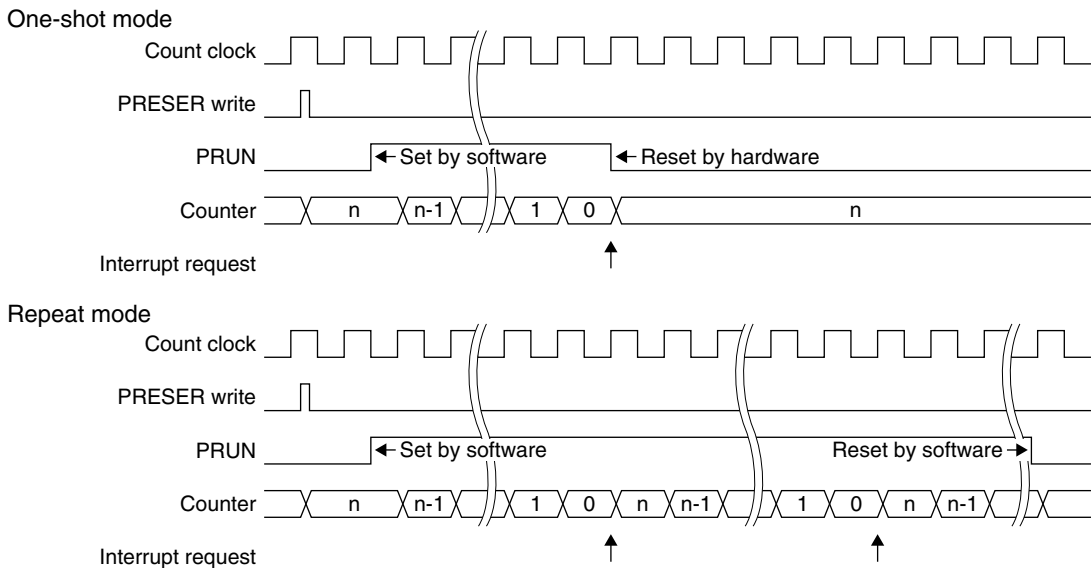 One-shot mode
Count clock
PRESER write
PRUN Set by software Reset by hardware
Counter n n-1 1 0 n
Interrupt request
Repeat mode
Count clock
PRESER write
PRUN Set by software Reset by software
Counter n n-1 1 0 n n-1 1 0 n n-1
Interrupt request